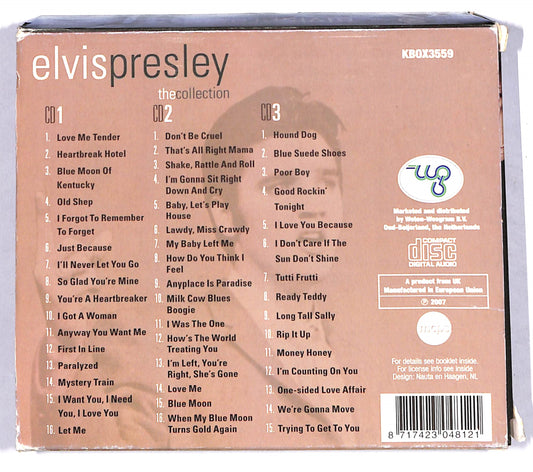 KBOX3559
elvispresley
thecollection
CD1
1. Love Me Tender
2. Heartbreak Hotel
3. Blue Moon Of
Kentucky
4. Old Shep
5. I Forgot To Remember
To Forget
6. Just Because
7. I'll Never Let You Go
8. So Glad You're Mine
9. You're A Heartbreaker
10. I Got A Woman
11. Anyway You Want Me
12. First In Line
13. Paralyzed
14. Mystery Train
15. I Want You, I Need
You, I Love You
16. Let Me
CD2
1. Don't Be Cruel
2. That's All Right Mama
3. Shake, Rattle And Roll
4. I'm Gonna Sit Right
Down And Cry
5. Baby, Let's Play
House
6. Lawdy, Miss Crawdy
7. My Baby Left Me
8. How Do You Think I
Feel
9. Anyplace Is Paradise
10. Milk Cow Blues
Boogie
11. I Was The One
12. How's The World
Treating You
13. I'm Left, You're
Right, She's Gone
14. Love Me
15. Blue Moon
16. When My Blue Moon
Turns Gold Again
CD3
1. Hound Dog
2. Blue Suede Shoes
3. Poor Boy
4. Good Rockin'
Tonight
5. I Love You Because
6. I Don't Care If The
Sun Don't Shine
7. Tutti Frutti
8. Ready Teddy
9. Long Tall Sally
10. Rip It Up
11. Money Honey
12. I'm Counting On You
13. One-sided Love Affair
14. We're Gonna Move
15. Trying To Get To You
Marketed and distributed
by Weton-Wesgram B.V.
Oud-Beijerland, the Netherlands
COMPACT
disc
DIGITAL AUDIO
A product from UK
Manufactured in European Union
℗ 2007
mcps
For details see booklet inside.
For license info see inside.
Design: Nauta en Haagen, NL
8 717423 048121